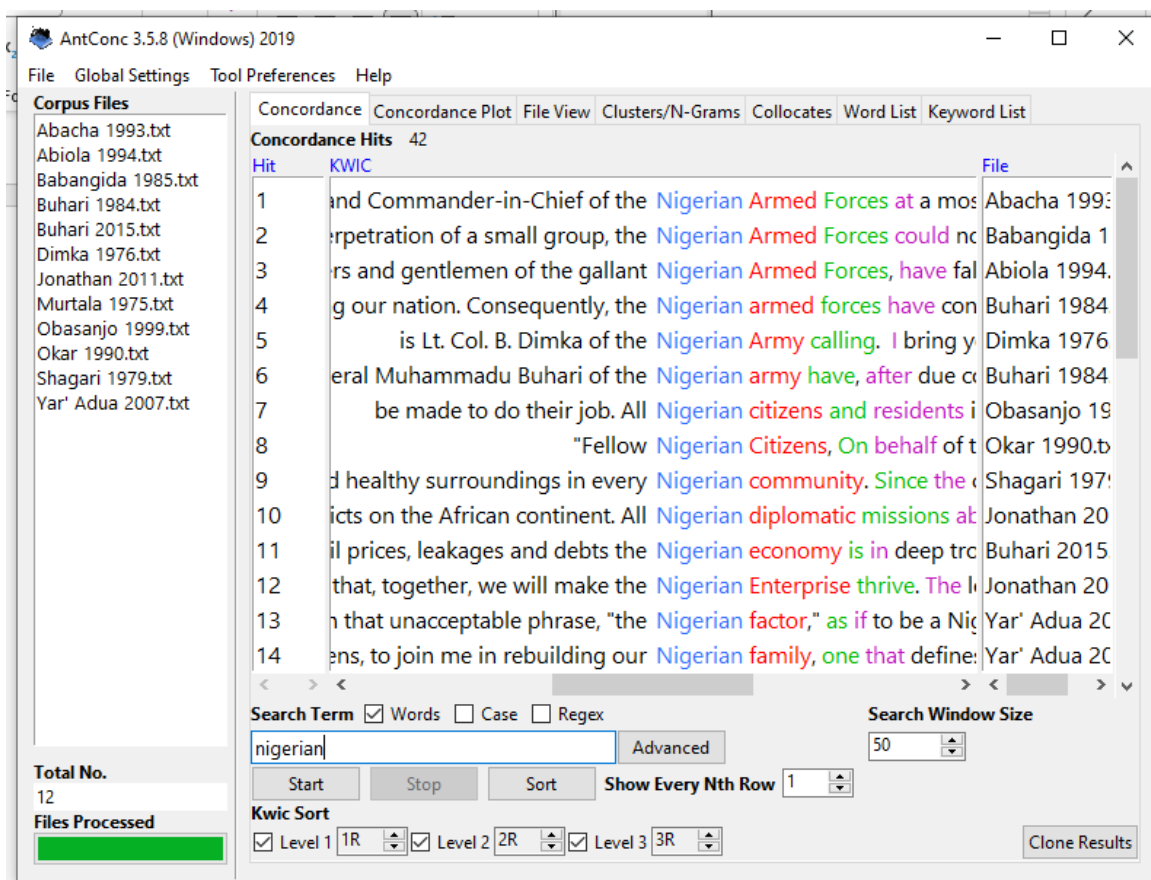 AntConc 3.5.8 (Windows) 2019
File Global Settings Tool Preferences Help
Corpus Files
Abacha 1993.txt
Abiola 1994.txt
Babangida 1985.txt
Buhari 1984.txt
Buhari 2015.txt
Dimka 1976.txt
Jonathan 2011.txt
Murtala 1975.txt
Obasanjo 1999.txt
Okar 1990.txt
Shagari 1979.txt
Yar' Adua 2007.txt
Total No.
12
Files Processed
Concordance Concordance Plot File View Clusters/N-Grams Collocates Word List Keyword List
Concordance Hits 42
Hit KWIC File
1 and Commander-in-Chief of the Nigerian Armed Forces at a mos Abacha 1993
2 erpetration of a small group, the Nigerian Armed Forces could no Babangida 1
3 ers and gentlemen of the gallant Nigerian Armed Forces, have fal Abiola 1994.
4 g our nation. Consequently, the Nigerian armed forces have con Buhari 1984
5 is Lt. Col. B. Dimka of the Nigerian Army calling. I bring y Dimka 1976
6 eral Muhammadu Buhari of the Nigerian army have, after due co Buhari 1984.
7 be made to do their job. All Nigerian citizens and residents i Obasanjo 19
8 "Fellow Nigerian Citizens, On behalf of t Okar 1990.tx
9 d healthy surroundings in every Nigerian community. Since the Shagari 1979
10 icts on the African continent. All Nigerian diplomatic missions ab Jonathan 20
11 il prices, leakages and debts the Nigerian economy is in deep tro Buhari 2015.
12 that, together, we will make the Nigerian Enterprise thrive. The le Jonathan 20
13 n that unacceptable phrase, "the Nigerian factor," as if to be a Nig Yar' Adua 20
14 ens, to join me in rebuilding our Nigerian family, one that defines Yar' Adua 20
Search Term Words Case Regex Search Window Size
nigerian Advanced 50
Start Stop Sort Show Every Nth Row 1
Kwic Sort
Level 1 1R Level 2 2R Level 3 3R Clone Results